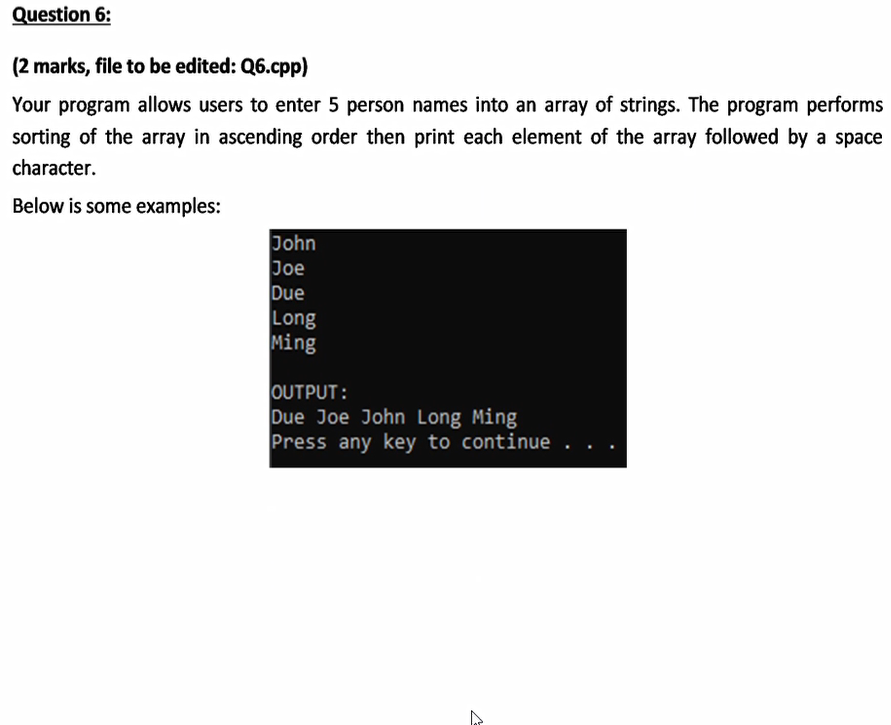 Question 6:
(2 marks, file to be edited: Q6.cpp)
Your program allows users to enter 5 person names into an array of strings. The program performs
sorting of the array in ascending order then print each element of the array followed by a space
character.
Below is some examples:
John
Joe
Due
Long
Ming
OUTPUT:
Due Joe John Long Ming
Press any key to continue . . .